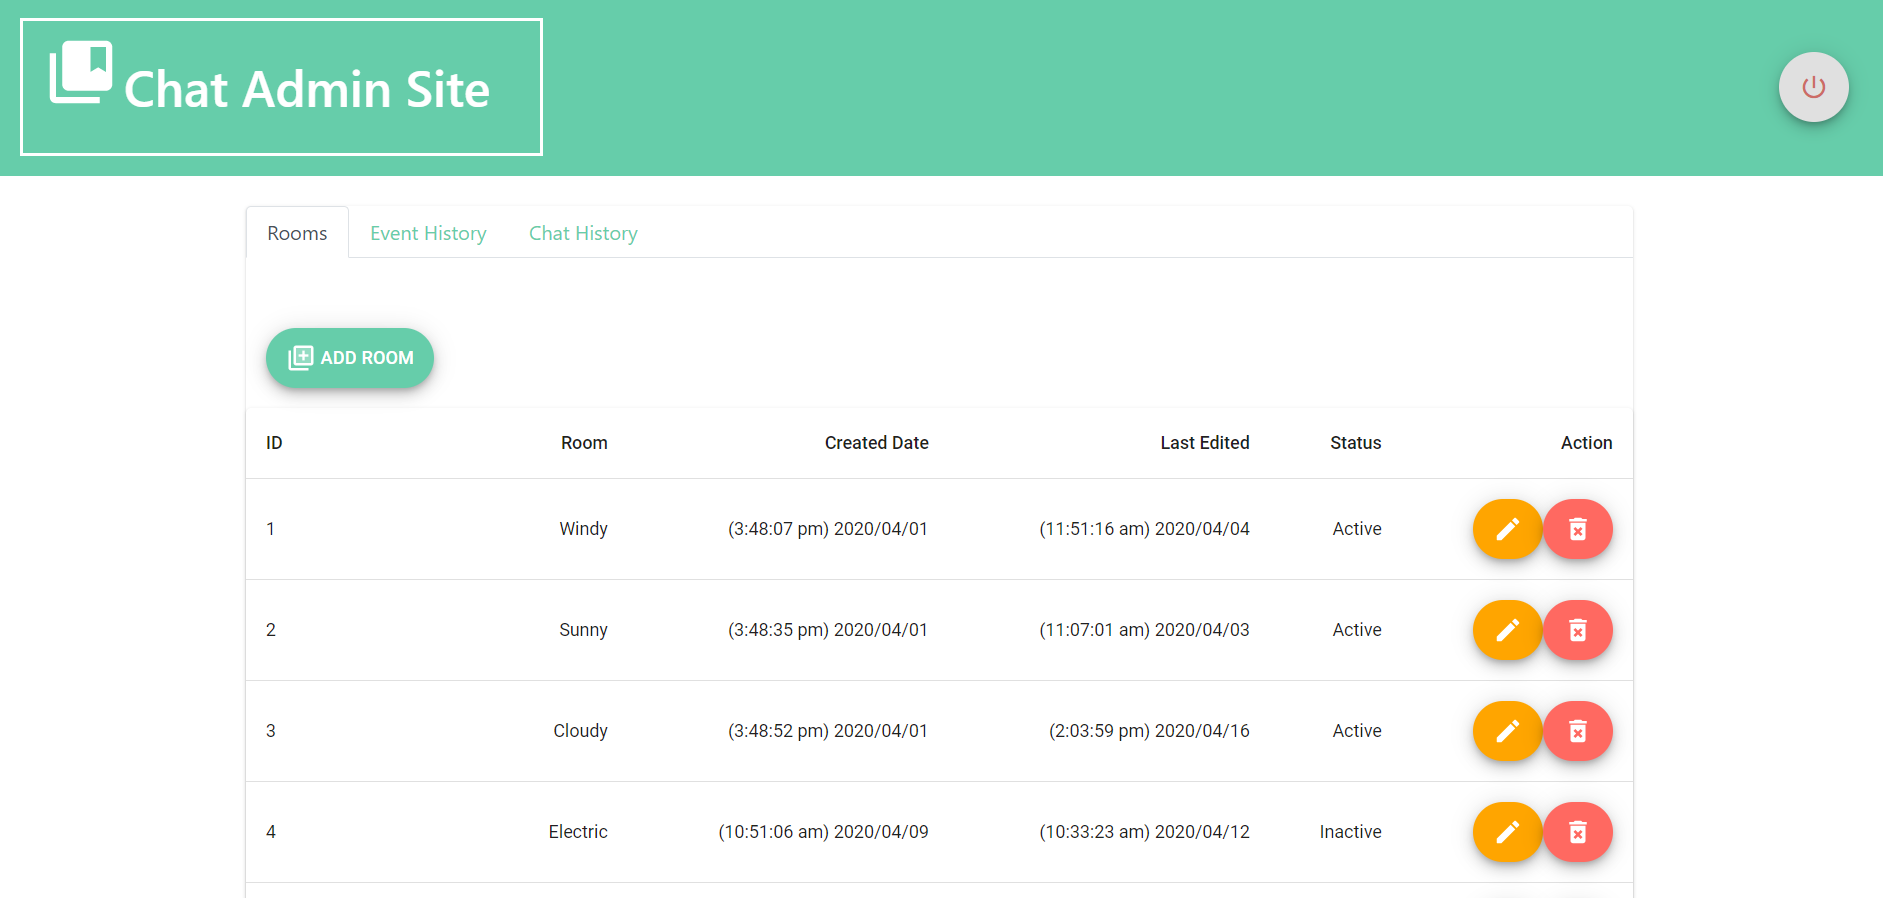 Chat Admin Site
Rooms Event History Chat History
ADD ROOM
ID Room Created Date Last Edited Status Action
1 Windy (3:48:07 pm) 2020/04/01 (11:51:16 am) 2020/04/04 Active
2 Sunny (3:48:35 pm) 2020/04/01 (11:07:01 am) 2020/04/03 Active
3 Cloudy (3:48:52 pm) 2020/04/01 (2:03:59 pm) 2020/04/16 Active
4 Electric (10:51:06 am) 2020/04/09 (10:33:23 am) 2020/04/12 Inactive